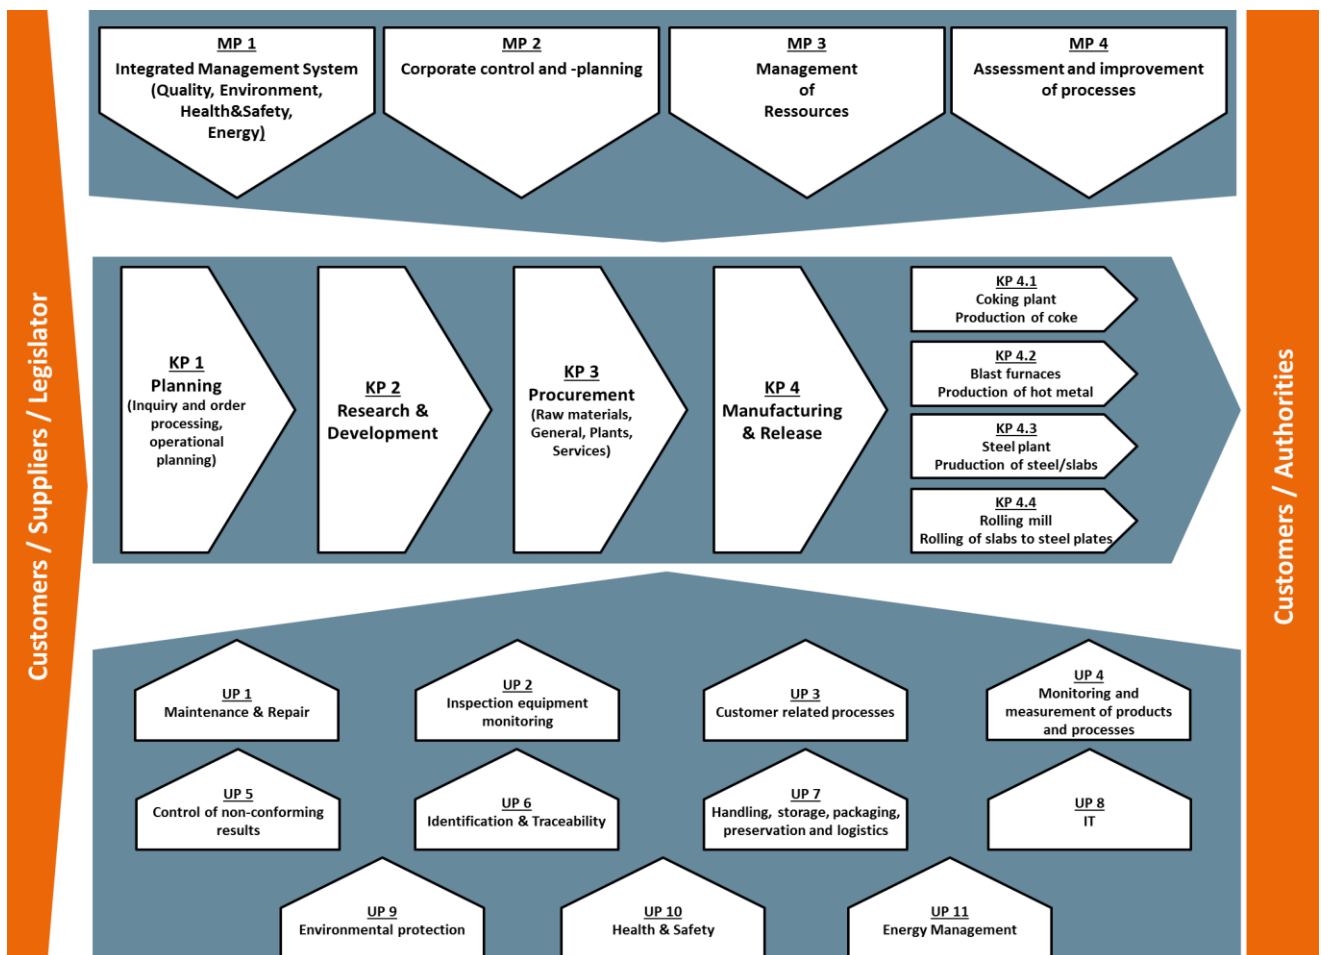 Customers / Suppliers / Legislator
MP 1
Integrated Management System
(Quality, Environment,
Health&Safety,
Energy)
MP 2
Corporate control and -planning
MP 3
Management
of
Ressources
MP 4
Assessment and improvement
of processes
KP 1
Planning
(Inquiry and order
processing,
operational
planning)
KP 2
Research &
Development
KP 3
Procurement
(Raw materials,
General, Plants,
Services)
KP 4
Manufacturing
& Release
KP 4.1
Coking plant
Production of coke
KP 4.2
Blast furnaces
Production of hot metal
KP 4.3
Steel plant
Pruduction of steel/slabs
KP 4.4
Rolling mill
Rolling of slabs to steel plates
UP 1
Maintenance & Repair
UP 2
Inspection equipment
monitoring
UP 3
Customer related processes
UP 4
Monitoring and
measurement of products
and processes
UP 5
Control of non-conforming
results
UP 6
Identification & Traceability
UP 7
Handling, storage, packaging,
preservation and logistics
UP 8
IT
UP 9
Environmental protection
UP 10
Health & Safety
UP 11
Energy Management
Customers / Authorities